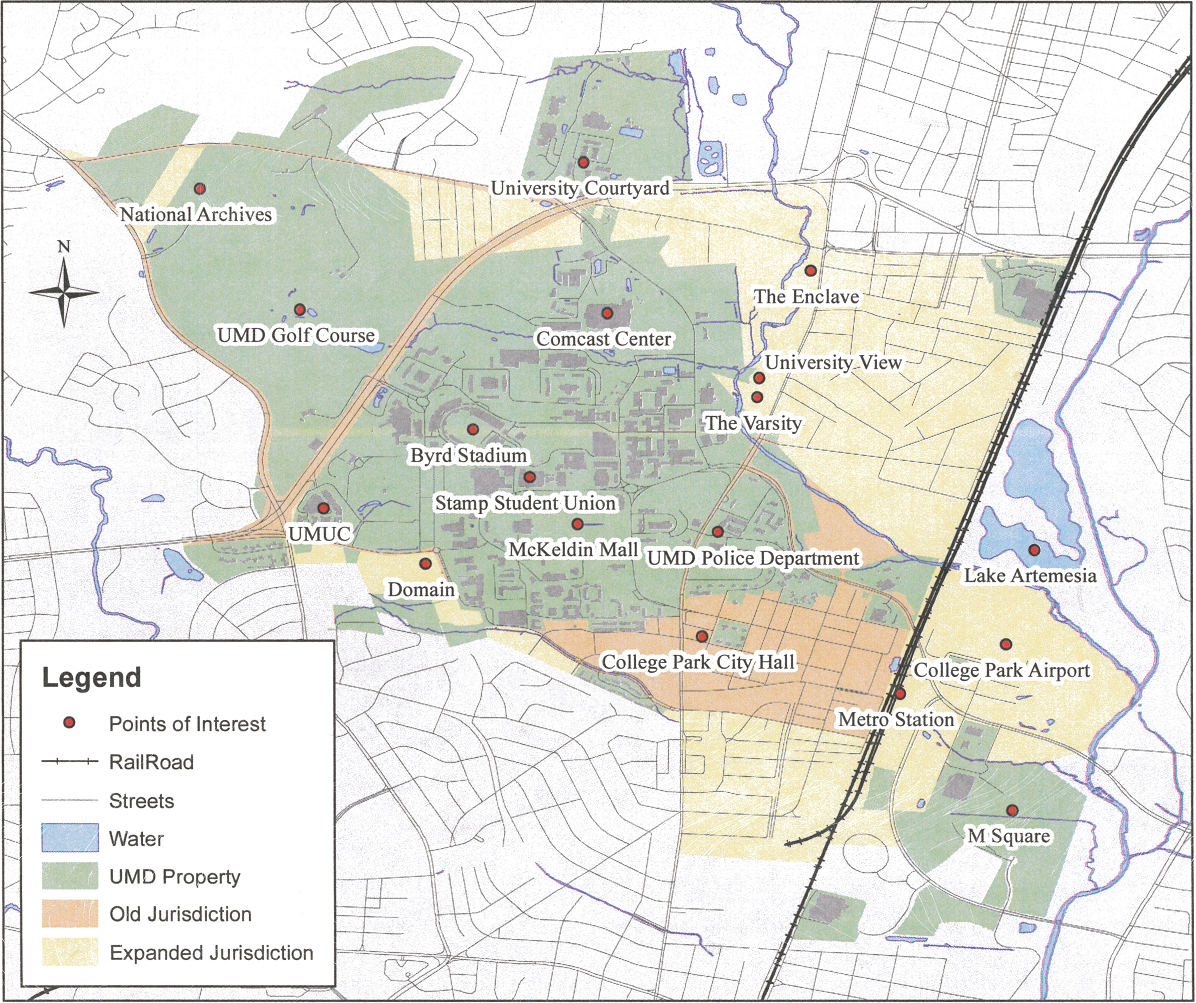 University Courtyard
National Archives
N
The Enclave
UMD Golf Course
Comcast Center
University View
The Varsity
Byrd Stadium
Stamp Student Union
UMUC
McKeldin Mall
UMD Police Department
Domain
Lake Artemesia
College Park City Hall
College Park Airport
Metro Station
M Square
Legend
Points of Interest
RailRoad
Streets
Water
UMD Property
Old Jurisdiction
Expanded Jurisdiction